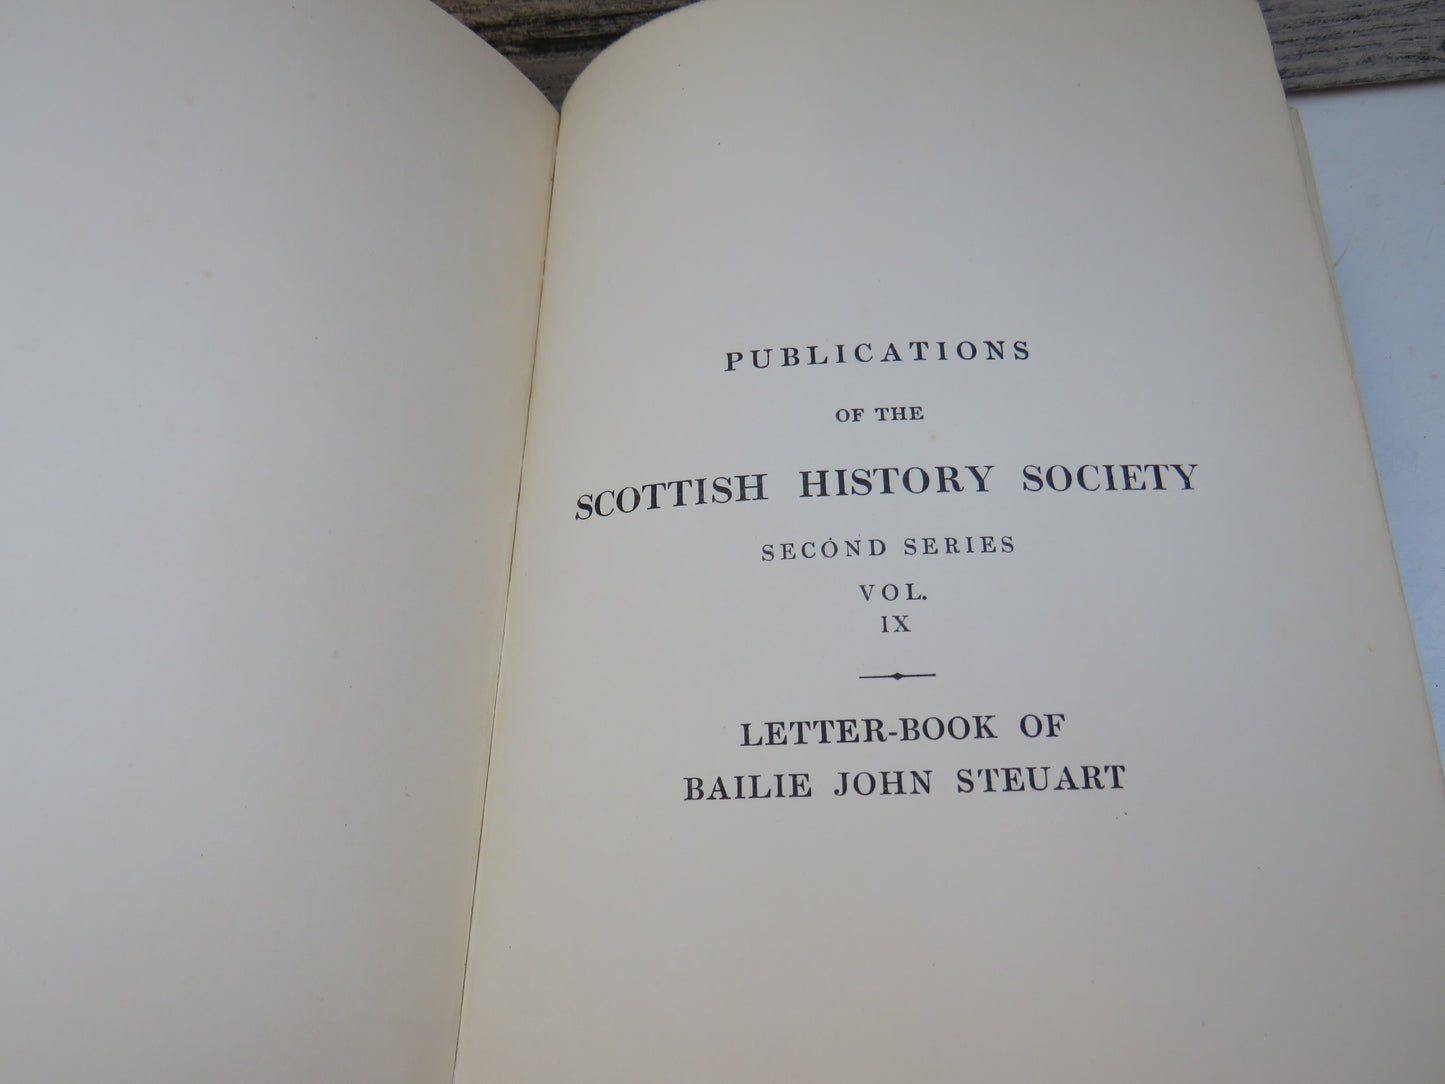 PUBLICATIONS
OF THE
SCOTTISH HISTORY SOCIETY
SECOND SERIES
VOL.
IX
LETTER-BOOK OF
BAILIE JOHN STEUART